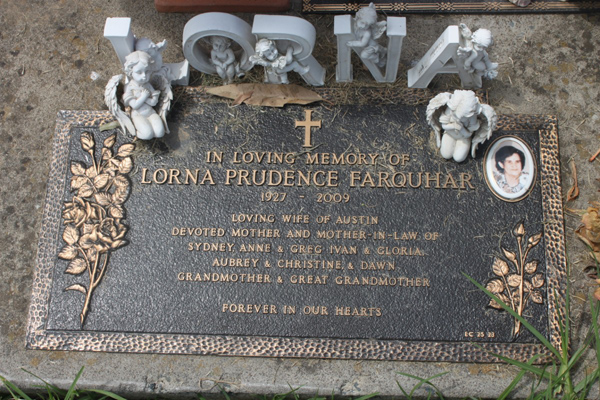 LORNA
IN LOVING MEMORY OF
LORNA PRUDENCE FARQUHAR
1927 - 2009
LOVING WIFE OF AUSTIN
DEVOTED MOTHER AND MOTHER-IN-LAW OF
SYDNEY, ANNE & GREG, IVAN & GLORIA,
AUBREY & CHRISTINE, & DAWN
GRANDMOTHER & GREAT GRANDMOTHER
FOREVER IN OUR HEARTS